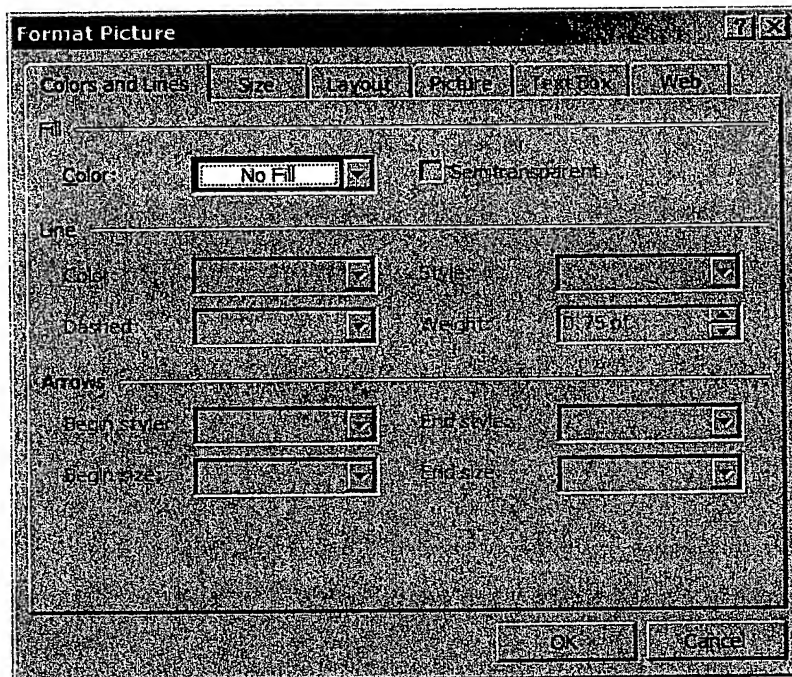 Format Picture
Colors and Lines Size Layout Picture Text Box Web
Fill
Color: No Fill Semitransparent
Line
Color: Style:
Dashed: Weight: 0.75 pt
Arrows
Begin style: End style:
Begin size: End size:
OK Cancel